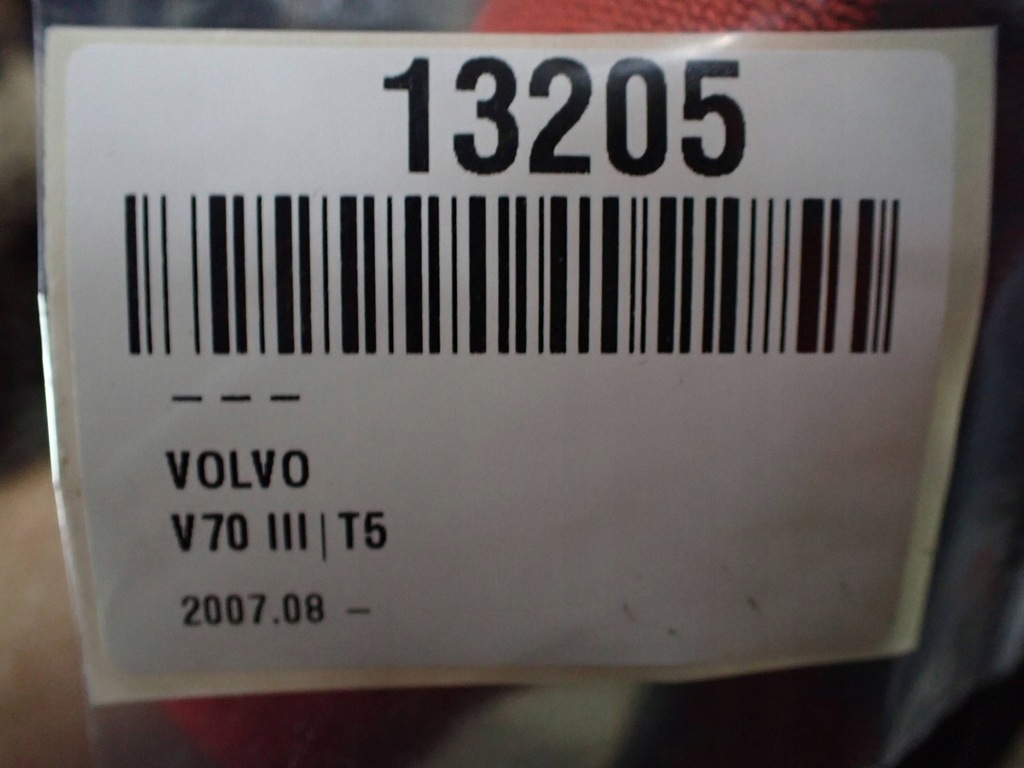 13205
– – –
VOLVO
V70 III | T5
2007.08 –